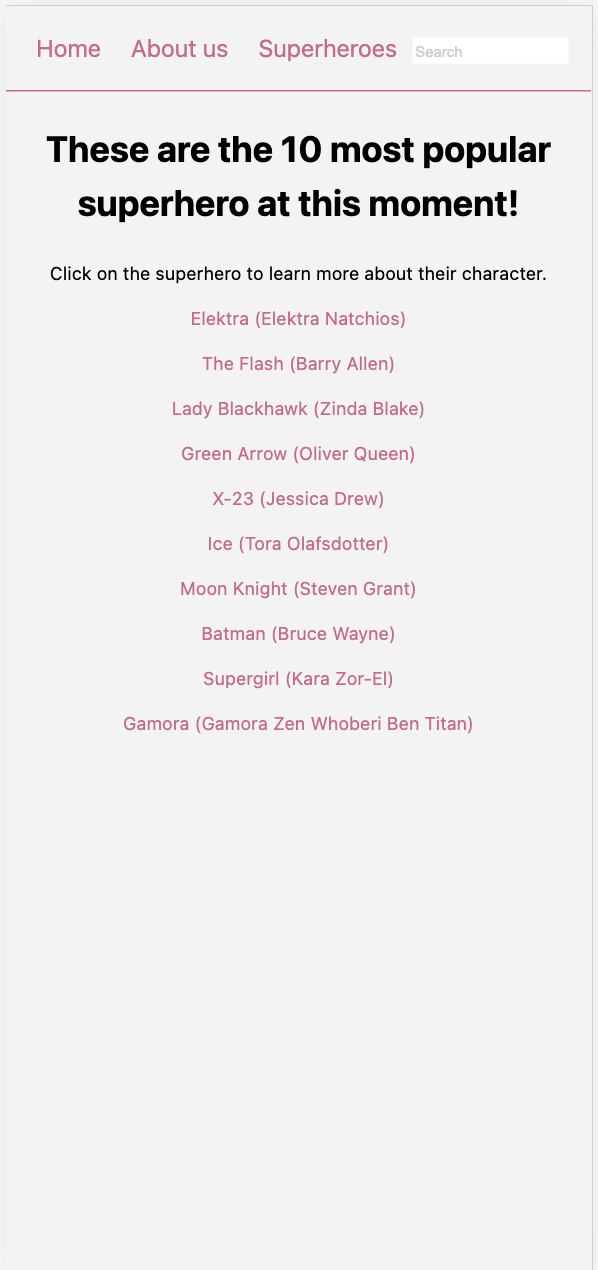 Home About us Superheroes Search
These are the 10 most popular
superhero at this moment!
Click on the superhero to learn more about their character.
Elektra (Elektra Natchios)
The Flash (Barry Allen)
Lady Blackhawk (Zinda Blake)
Green Arrow (Oliver Queen)
X-23 (Jessica Drew)
Ice (Tora Olafsdotter)
Moon Knight (Steven Grant)
Batman (Bruce Wayne)
Supergirl (Kara Zor-El)
Gamora (Gamora Zen Whoberi Ben Titan)